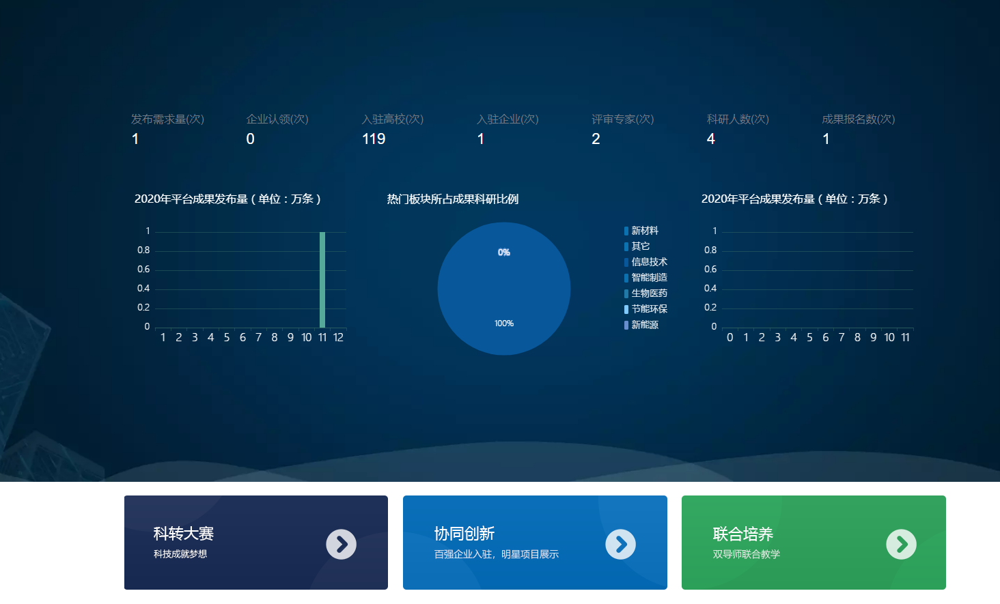 发布需求量(次) 企业认领(次) 入驻高校(次) 入驻企业(次) 评审专家(次) 科研人数(次) 成果报名数(次)
1 0 119 1 2 4 1
2020年平台成果发布量（单位：万条）
1
0.8
0.6
0.4
0.2
0
1 2 3 4 5 6 7 8 9 10 11 12
热门板块所占成果科研比例
0%
100%
新材料
其它
信息技术
智能制造
生物医药
节能环保
新能源
2020年平台成果发布量（单位：万条）
1
0.8
0.6
0.4
0.2
0
0 1 2 3 4 5 6 7 8 9 10 11
科转大赛
科技成就梦想
协同创新
百强企业入驻，明星项目展示
联合培养
双导师联合教学